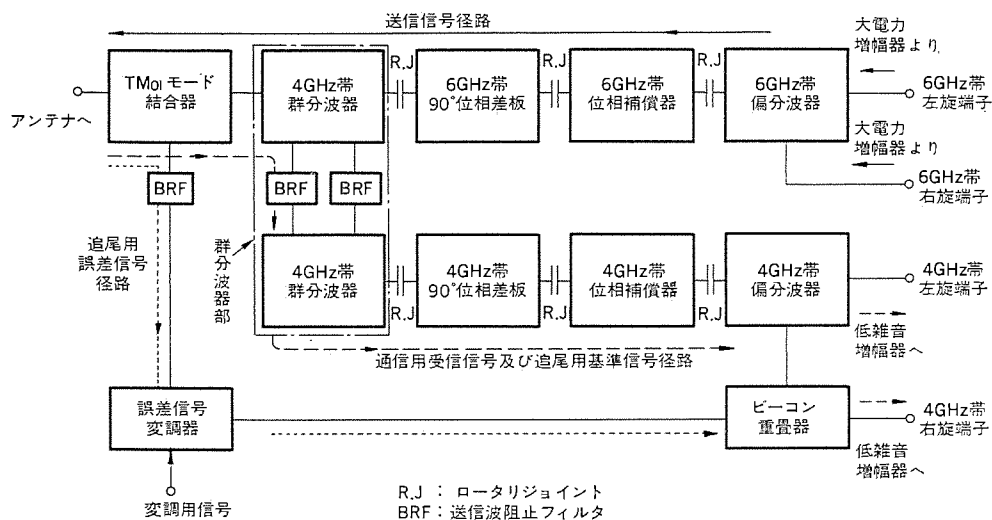 送信信号経路
大電力
増幅器より
TM01モード
結合器
4GHz帯
群分波器
R.J
6GHz帯
90°位相差板
R.J
6GHz帯
位相補償器
R.J
6GHz帯
偏分波器
6GHz帯
左旋端子
アンテナへ
大電力
増幅器より
BRF
BRF
BRF
6GHz帯
右旋端子
追尾用
誤差信号
経路
群分波器部
4GHz帯
群分波器
R.J
4GHz帯
90°位相差板
R.J
4GHz帯
位相補償器
R.J
4GHz帯
偏分波器
4GHz帯
左旋端子
低雑音
増幅器へ
通信用受信信号及び追尾用基準信号経路
誤差信号
変調器
ビーコン
重畳器
4GHz帯
右旋端子
低雑音
増幅器へ
変調用信号
R.J : ロータリジョイント
BRF: 送信波阻止フィルタ